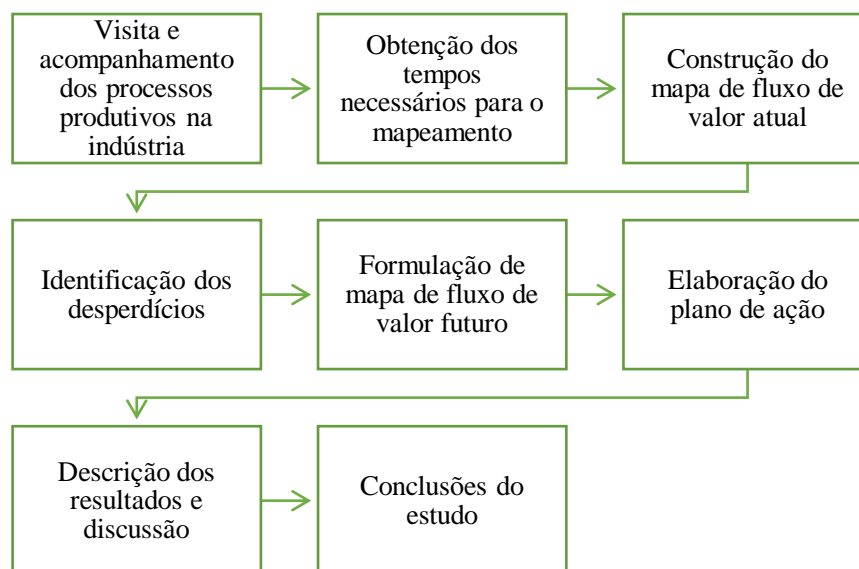 Visita e
acompanhamento
dos processos
produtivos na
indústria
Obtenção dos
tempos
necessários para o
mapeamento
Construção do
mapa de fluxo de
valor atual
Identificação dos
desperdícios
Formulação de
mapa de fluxo de
valor futuro
Elaboração do
plano de ação
Descrição dos
resultados e
discussão
Conclusões do
estudo